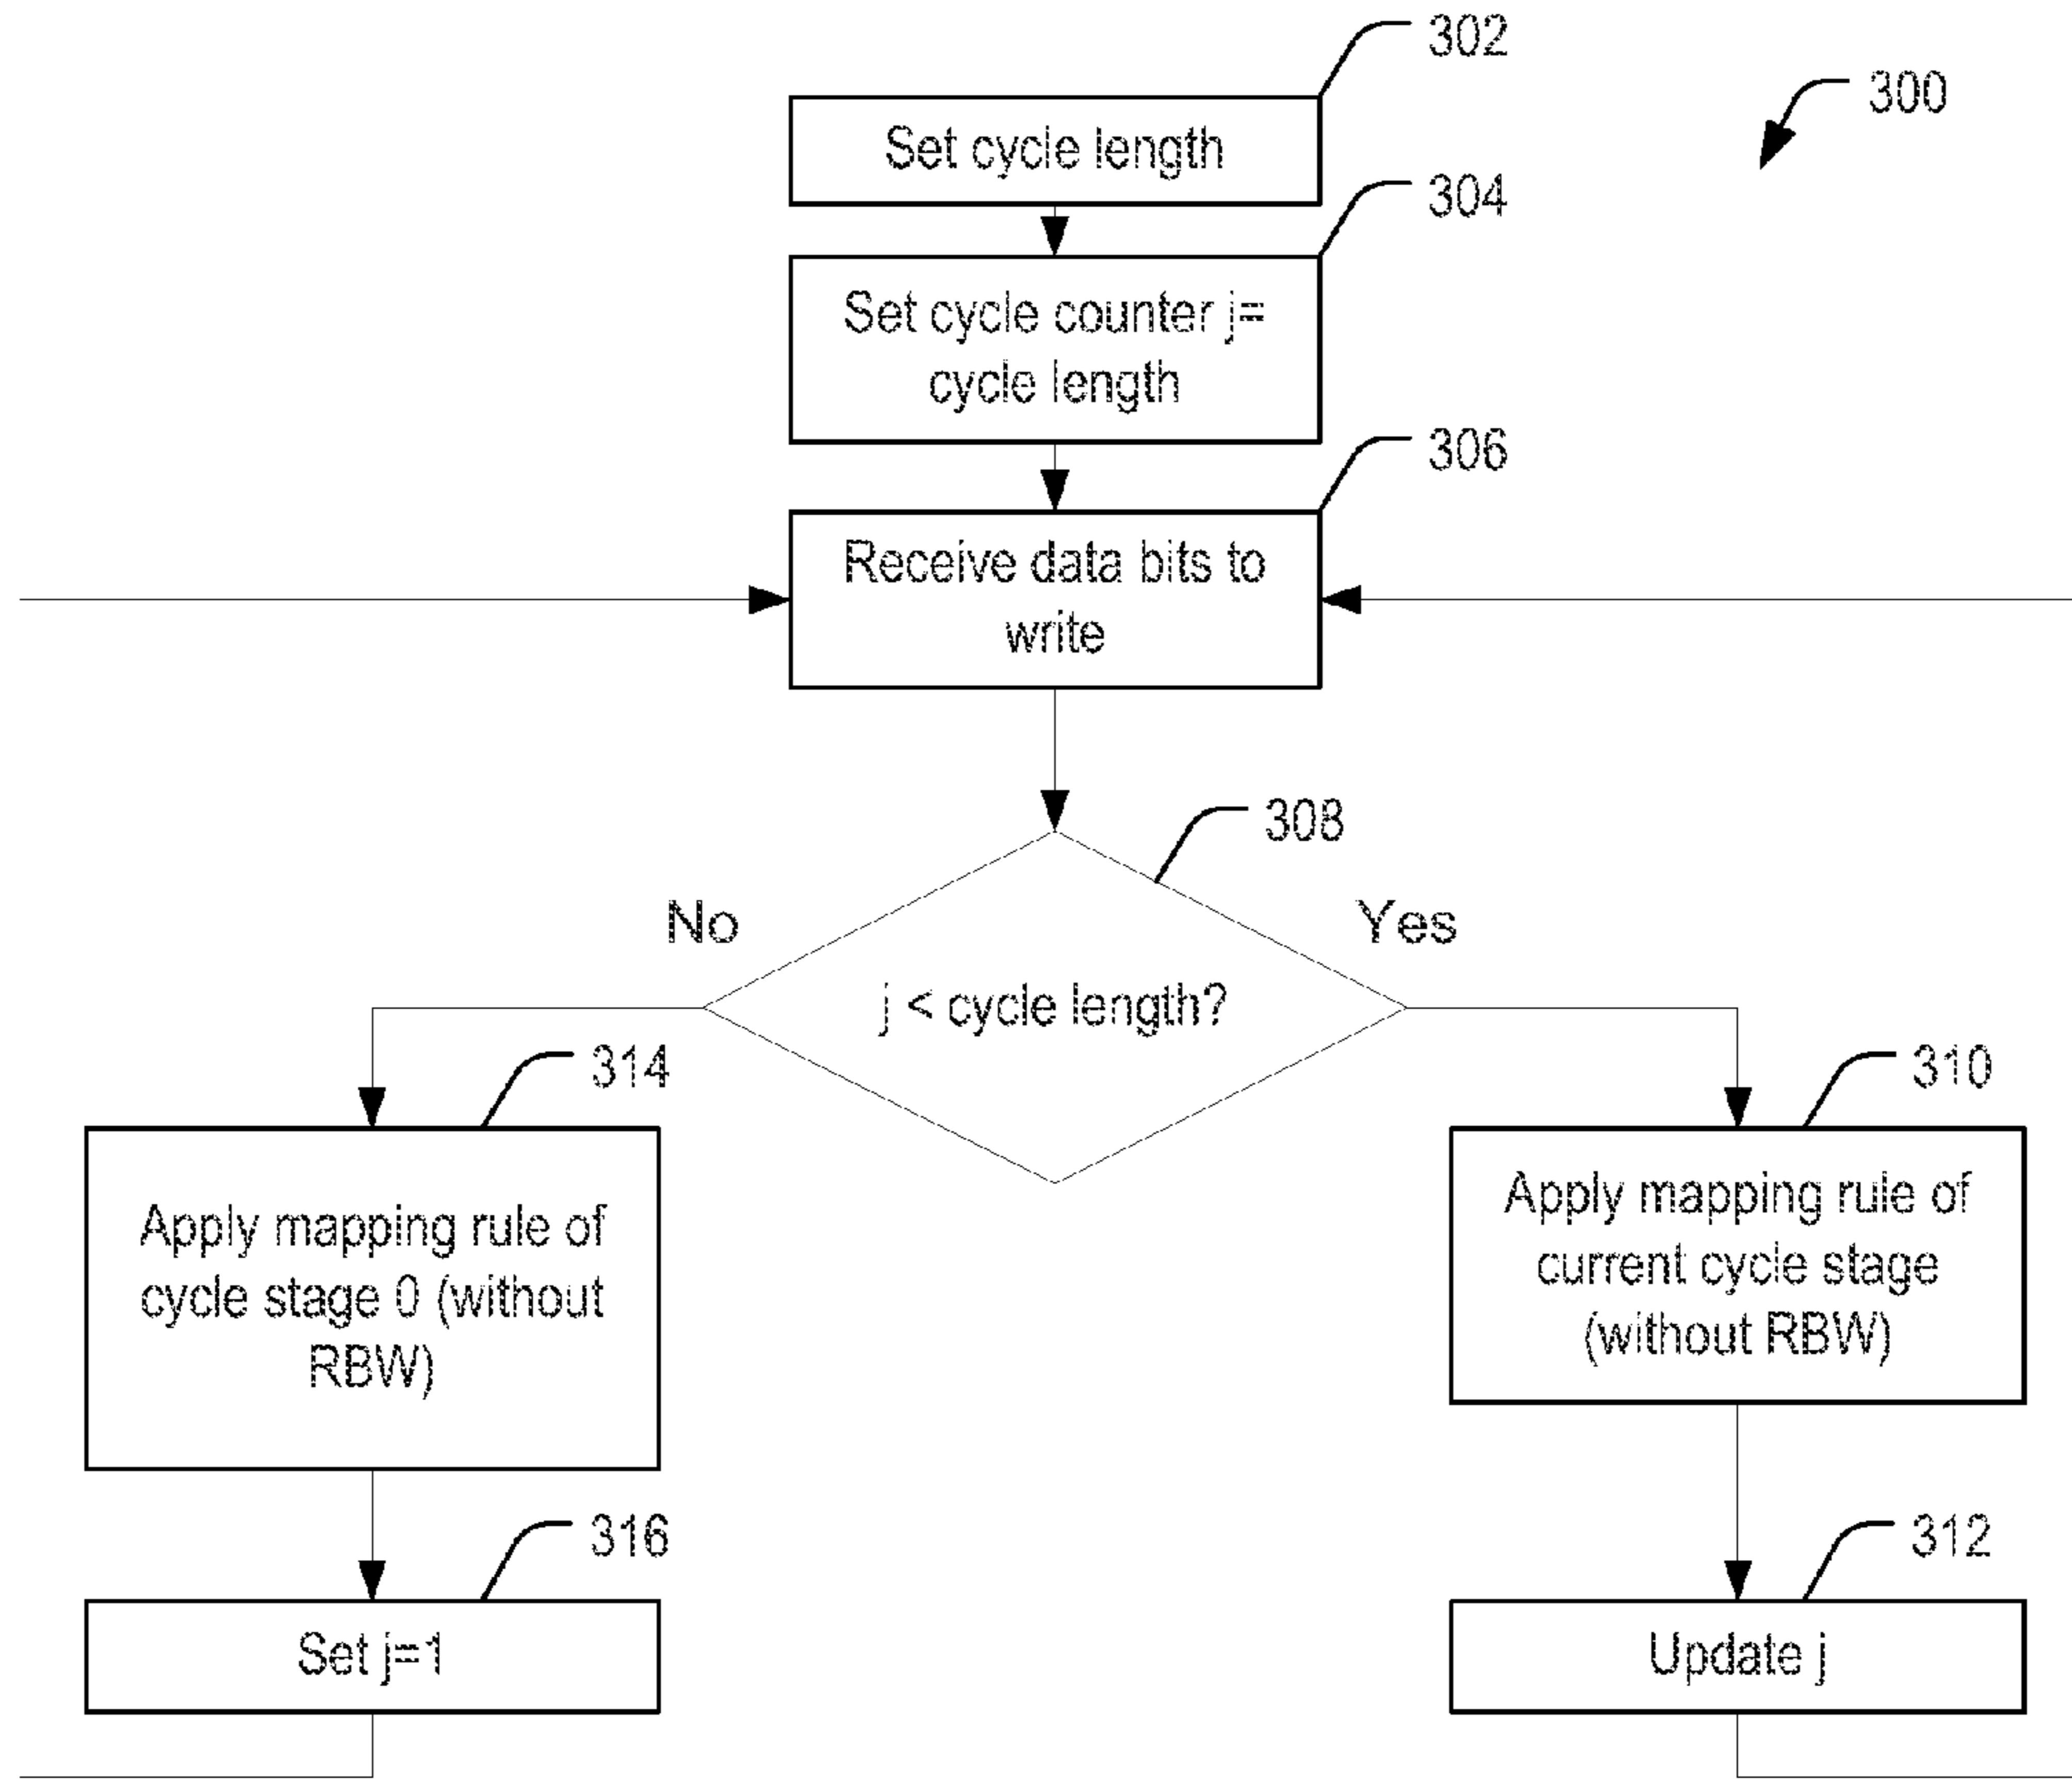 302
300
Set cycle length
304
Set cycle counter j=
cycle length
306
Receive data bits to
write
308
No
Yes
j < cycle length?
314
310
Apply mapping rule of
cycle stage 0 (without
RBW)
Apply mapping rule of
current cycle stage
(without RBW)
316
312
Set j=1
Update j